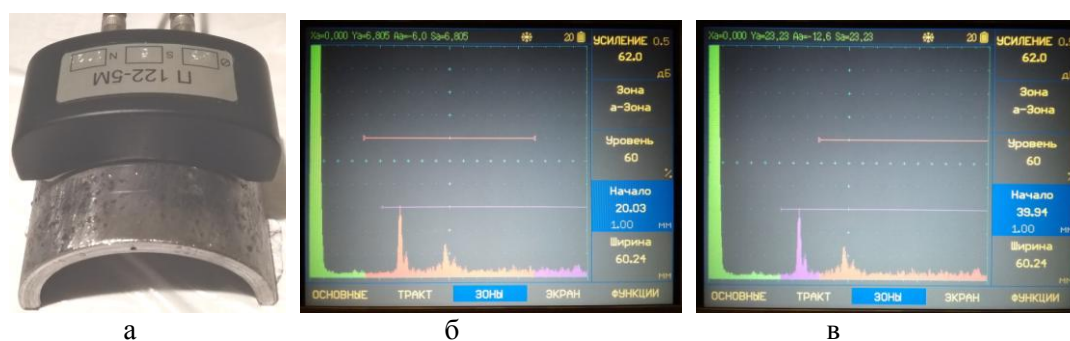 П 122-5М
N
S
Ø
Xa=0,000 Ya=6,805 Aa=-6,0 Sa=6,805
20
УСИЛЕНИЕ 0.5
62.0
дБ
Зона
а-Зона
Уровень
60
%
Начало
20.03
1.00 мм
Ширина
60.24
мм
ОСНОВНЫЕ ТРАКТ ЗОНЫ ЭКРАН ФУНКЦИИ
Xa=0,000 Ya=23,23 Aa=-12,6 Sa=23,23
20
УСИЛЕНИЕ 0.
62.0
Зона
а-Зона
Уровень
60
%
Начало
39.94
1.00 мм
Ширина
60.24
мм
ОСНОВНЫЕ ТРАКТ ЗОНЫ ЭКРАН ФУНКЦИИ
а б в